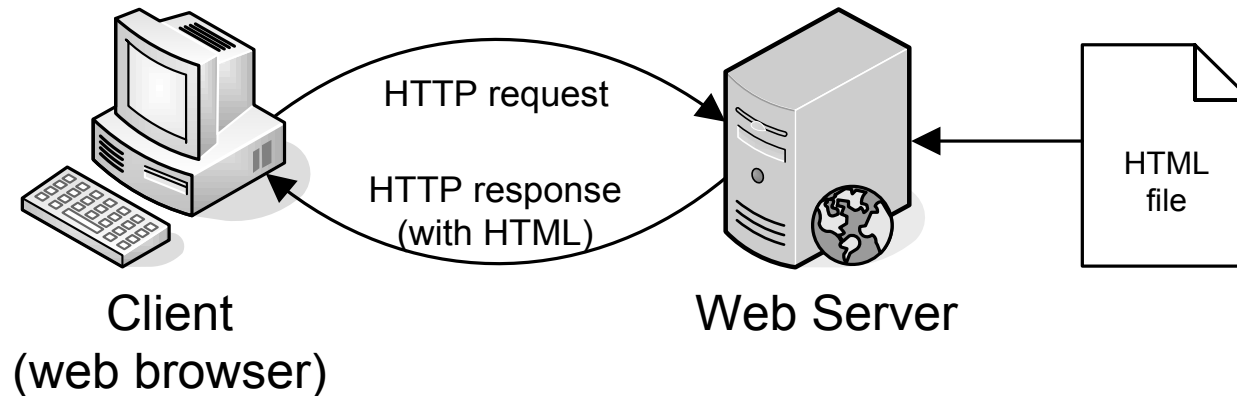 HTTP request
HTTP response
(with HTML)
HTML
file
Client
(web browser)
Web Server